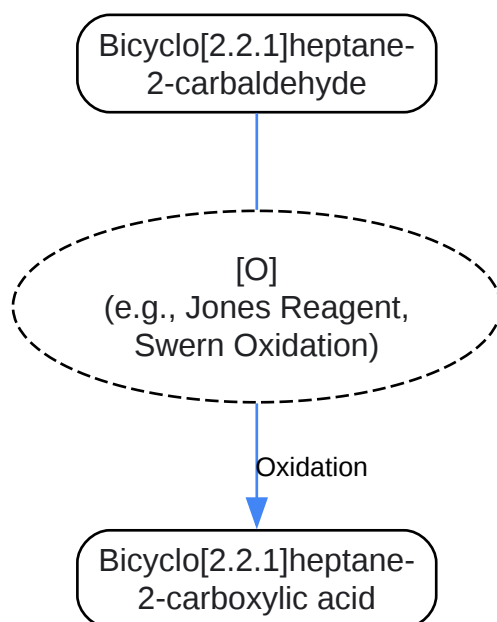 Bicyclo[2.2.1]heptane-
2-carbaldehyde
[O]
(e.g., Jones Reagent,
Swern Oxidation)
Oxidation
Bicyclo[2.2.1]heptane-
2-carboxylic acid